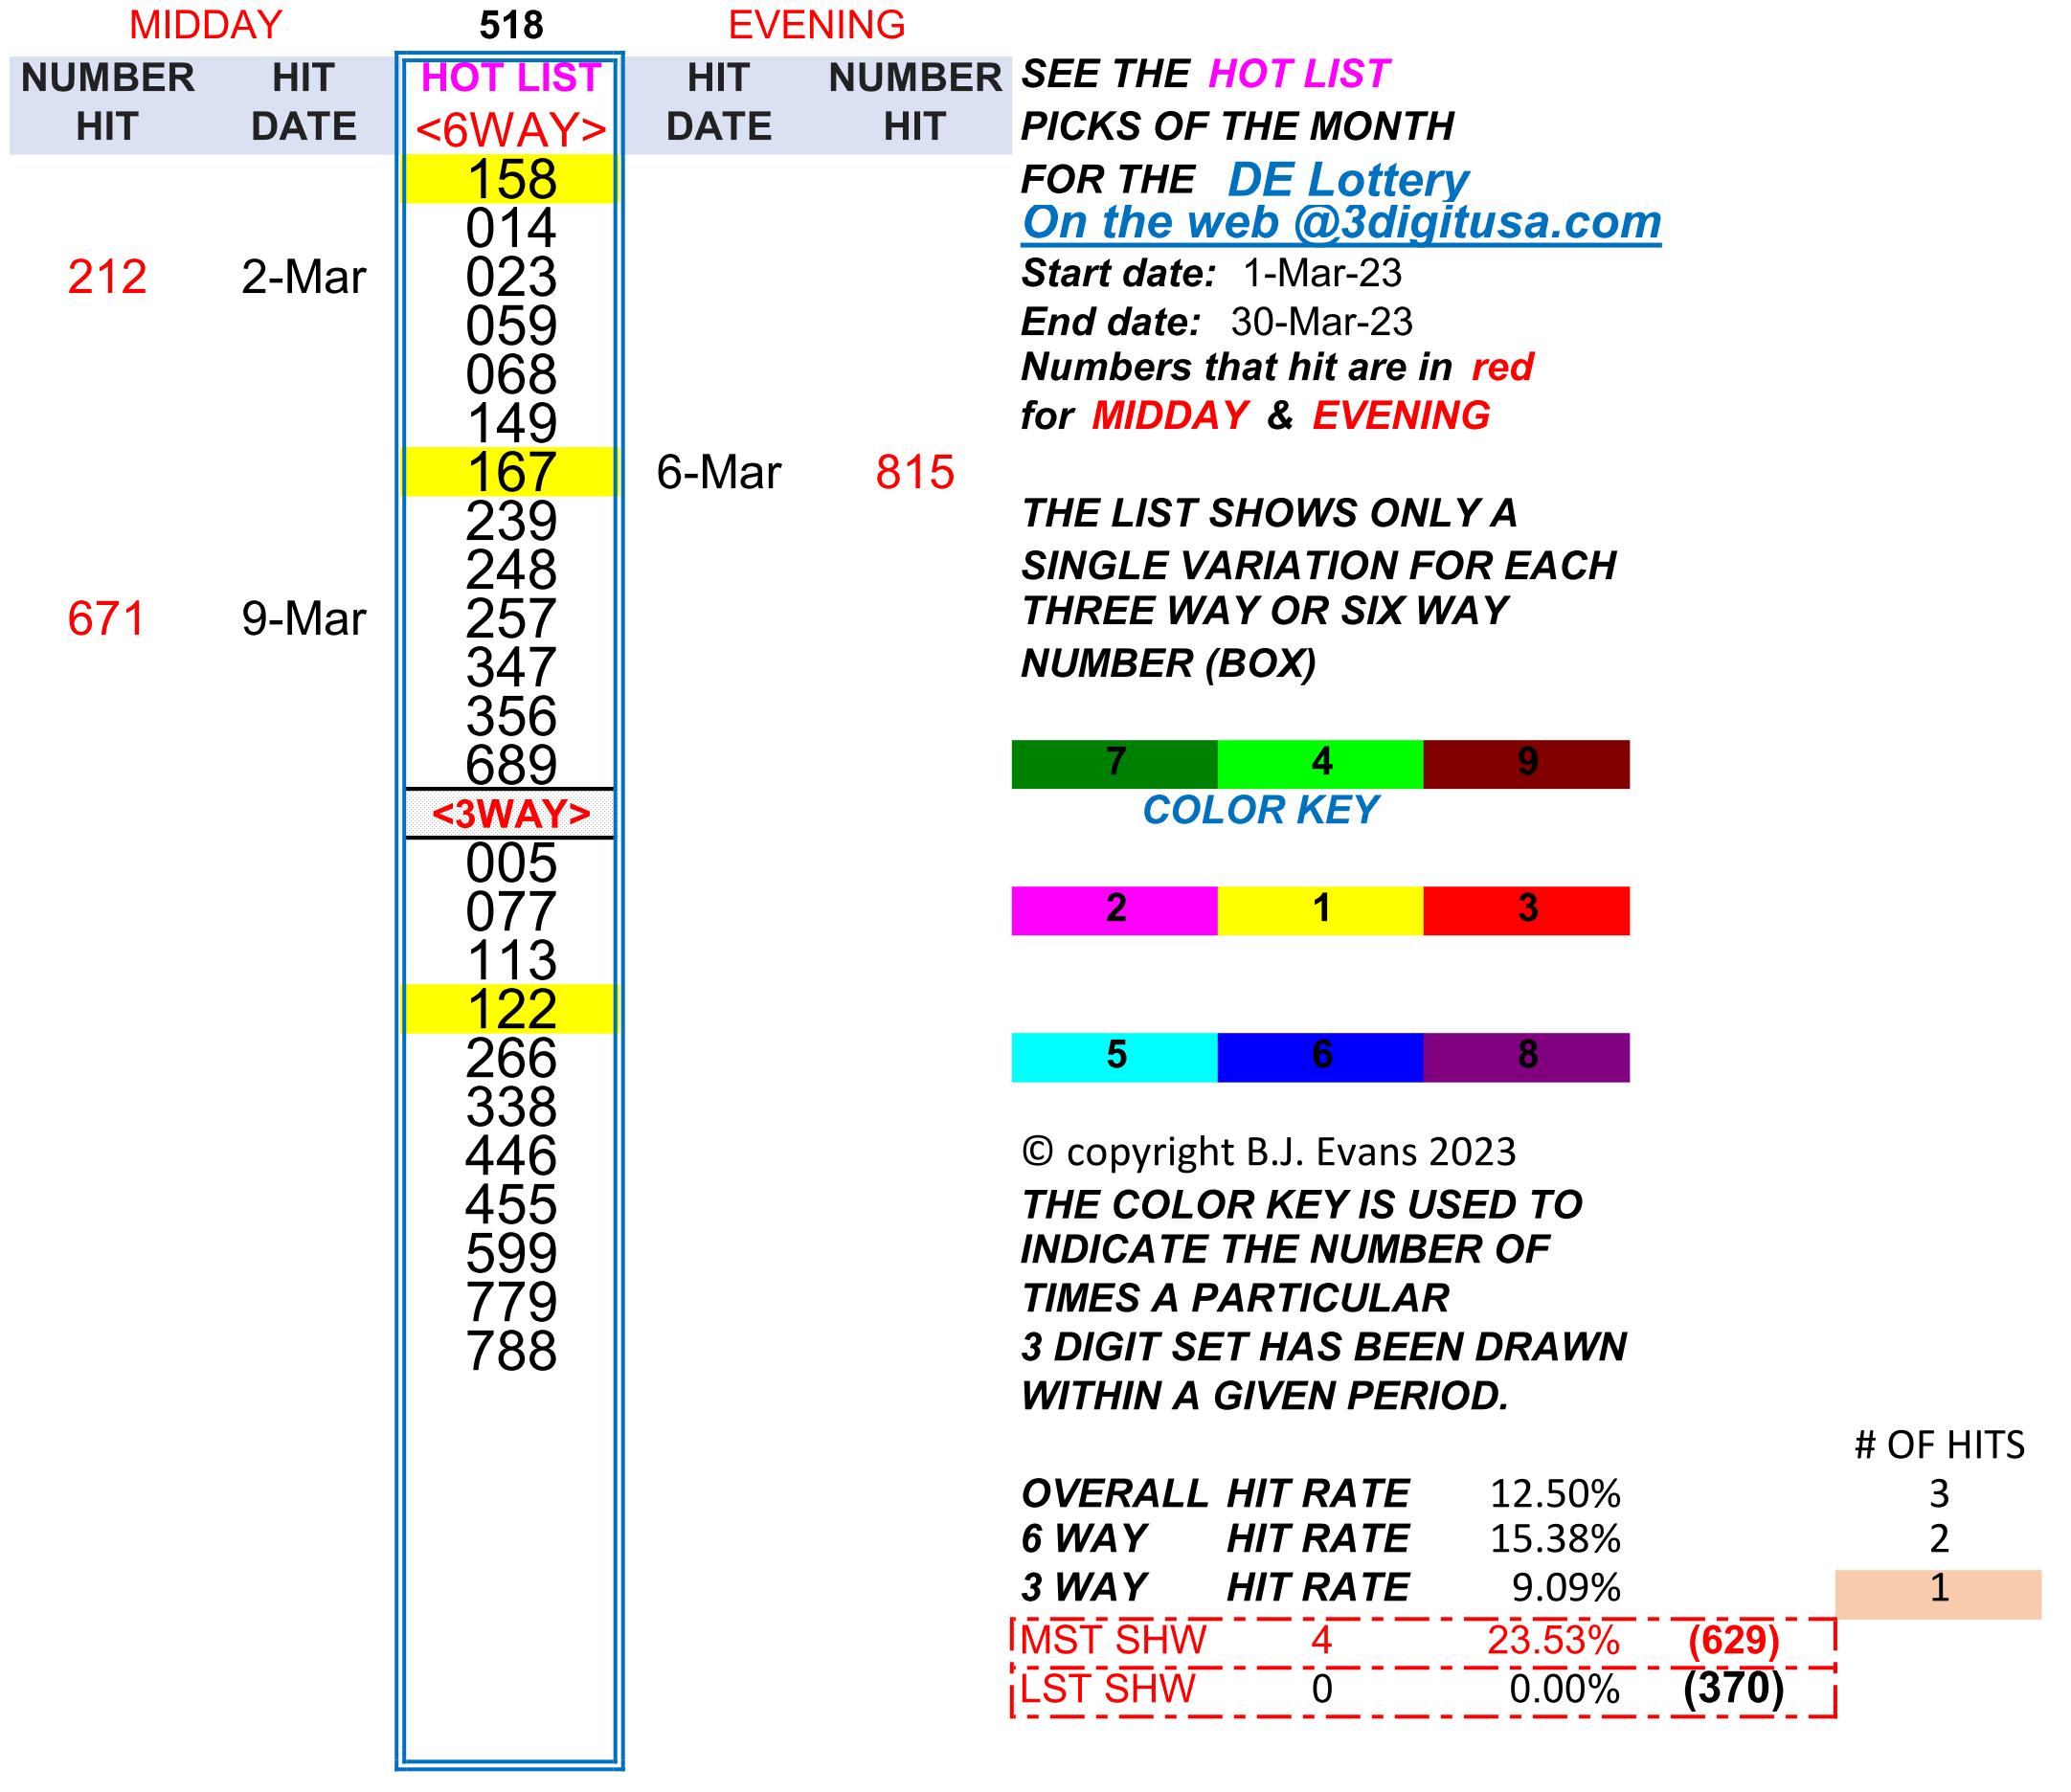 MIDDAY 518 EVENING
NUMBER HIT HOT LIST HIT NUMBER SEE THE HOT LIST
HIT DATE <6WAY> DATE HIT PICKS OF THE MONTH
158 FOR THE DE Lottery
014 On the web @3digitusa.com
212 2-Mar 023 Start date: 1-Mar-23
059 End date: 30-Mar-23
068 Numbers that hit are in red
149 for MIDDAY & EVENING
167 6-Mar 815
239 THE LIST SHOWS ONLY A
248 SINGLE VARIATION FOR EACH
671 9-Mar 257 THREE WAY OR SIX WAY
347 NUMBER (BOX)
356
689 7 4 9
<3WAY> COLOR KEY
005
077 2 1 3
113
122
266 5 6 8
338
446 © copyright B.J. Evans 2023
455 THE COLOR KEY IS USED TO
599 INDICATE THE NUMBER OF
779 TIMES A PARTICULAR
788 3 DIGIT SET HAS BEEN DRAWN
WITHIN A GIVEN PERIOD.
# OF HITS
OVERALL HIT RATE 12.50% 3
6 WAY HIT RATE 15.38% 2
3 WAY HIT RATE 9.09% 1
MST SHW 4 23.53% (629)
LST SHW 0 0.00% (370)